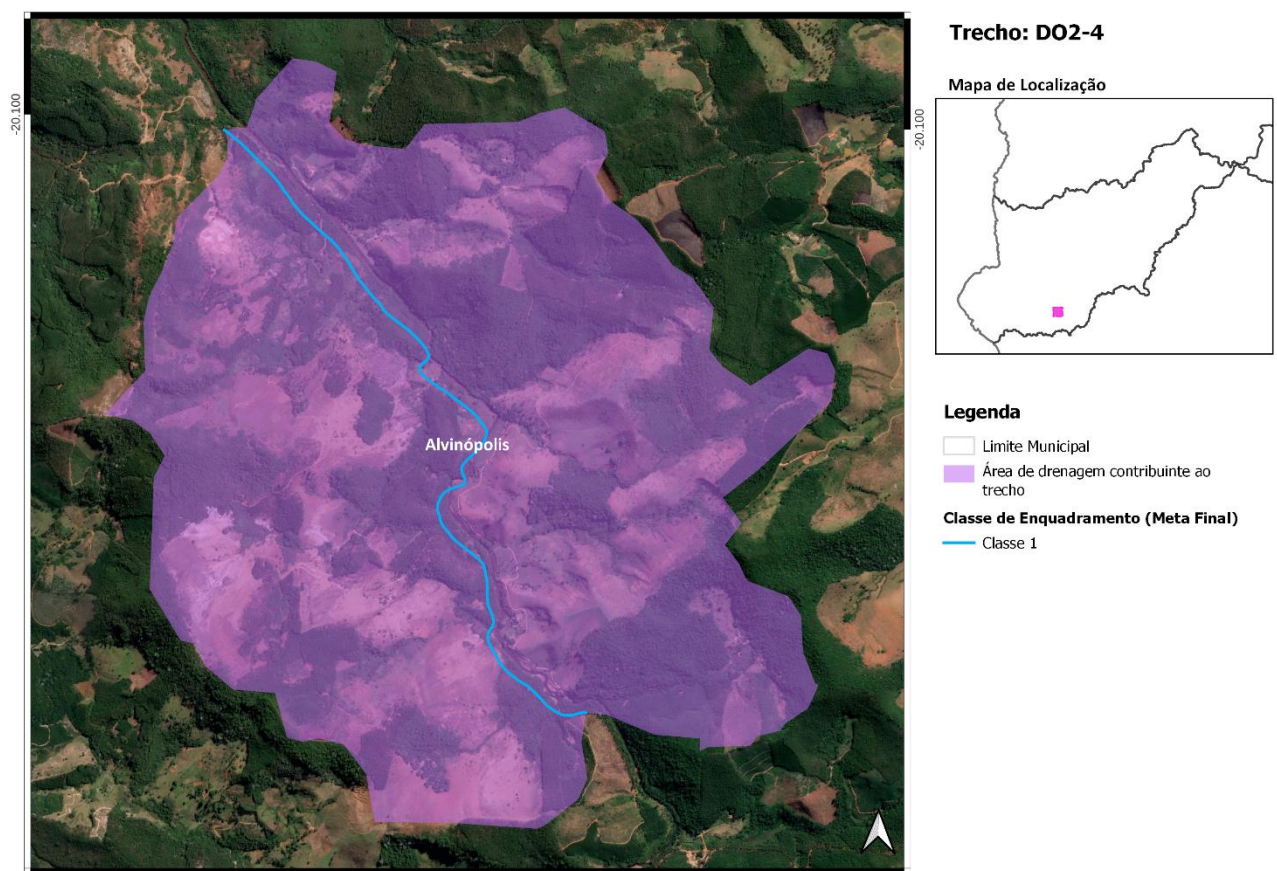 Trecho: DO2-4
Mapa de Localização
-20.100
-20.100
Alvinópolis
Legenda
Limite Municipal
Área de drenagem contribuinte ao
trecho
Classe de Enquadramento (Meta Final)
Classe 1